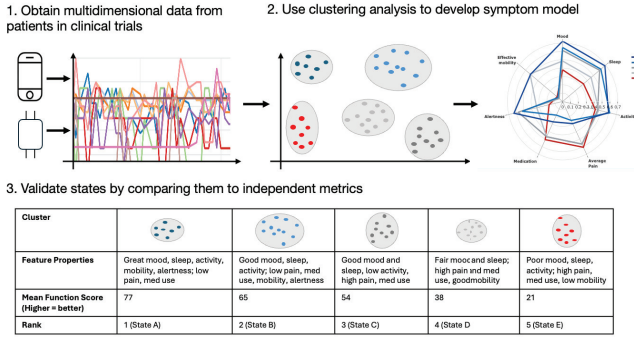 1. Obtain multidimensional data from
patients in clinical trials
2. Use clustering analysis to develop symptom model
Mood
Effective
mobility
Sleep
Alertness
Activity
Medication
Average
Pain
3. Validate states by comparing them to independent metrics
Cluster
Feature Properties
Great mood, sleep, activity,
mobility, alertness; low
pain, med use
Good mood, sleep,
activity; low pain, med
use, mobility, alertness
Good mood and
sleep, low activity,
high pain, med use
Fair mood and sleep;
high pain and med
use, goodmobility
Poor mood, sleep,
activity; high pain,
med use, low mobility
Mean Function Score
(Higher = better)
77
65
54
38
21
Rank
1 (State A)
2 (State B)
3 (State C)
4 (State D
5 (State E)